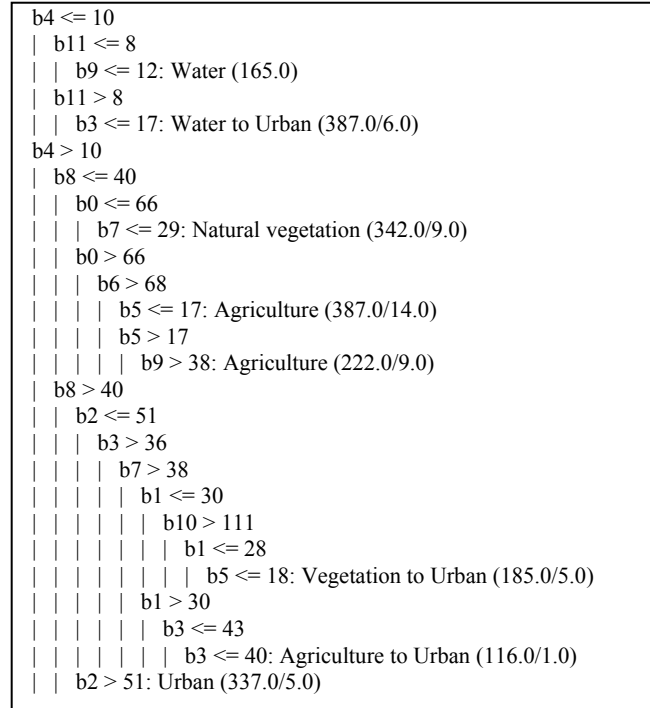 b4 <= 10
| b11 <= 8
| | b9 <= 12: Water (165.0)
| b11 > 8
| | b3 <= 17: Water to Urban (387.0/6.0)
b4 > 10
| b8 <= 40
| | b0 <= 66
| | | b7 <= 29: Natural vegetation (342.0/9.0)
| | b0 > 66
| | | b6 > 68
| | | | b5 <= 17: Agriculture (387.0/14.0)
| | | | b5 > 17
| | | | | b9 > 38: Agriculture (222.0/9.0)
| b8 > 40
| | b2 <= 51
| | | b3 > 36
| | | | b7 > 38
| | | | | b1 <= 30
| | | | | | b10 > 111
| | | | | | | b1 <= 28
| | | | | | | | b5 <= 18: Vegetation to Urban (185.0/5.0)
| | | | | b1 > 30
| | | | | | b3 <= 43
| | | | | | | b3 <= 40: Agriculture to Urban (116.0/1.0)
| | b2 > 51: Urban (337.0/5.0)